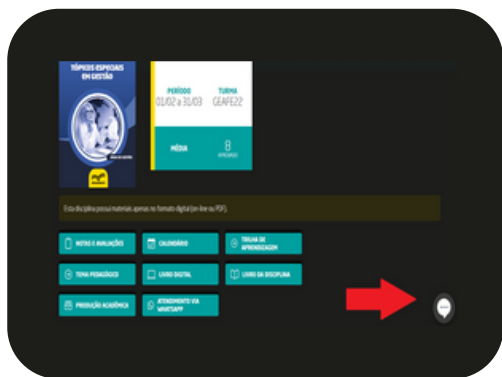 TÓPICOS ESPECIAIS
EM GESTÃO
PERÍODO
01/02 a 31/03
TURMA
GEAFE22
MÉDIA
8
APROVADO
Esta disciplina possui materiais apenas no formato digital (on-line ou PDF).
NOTAS E AVALIAÇÕES
CALENDÁRIO
TRILHA DE
APRENDIZAGEM
TEMA PEDAGÓGICO
LIVRO DIGITAL
LIVRO DA DISCIPLINA
PRODUÇÃO ACADÊMICA
ATENDIMENTO VIA
WHATSAPP